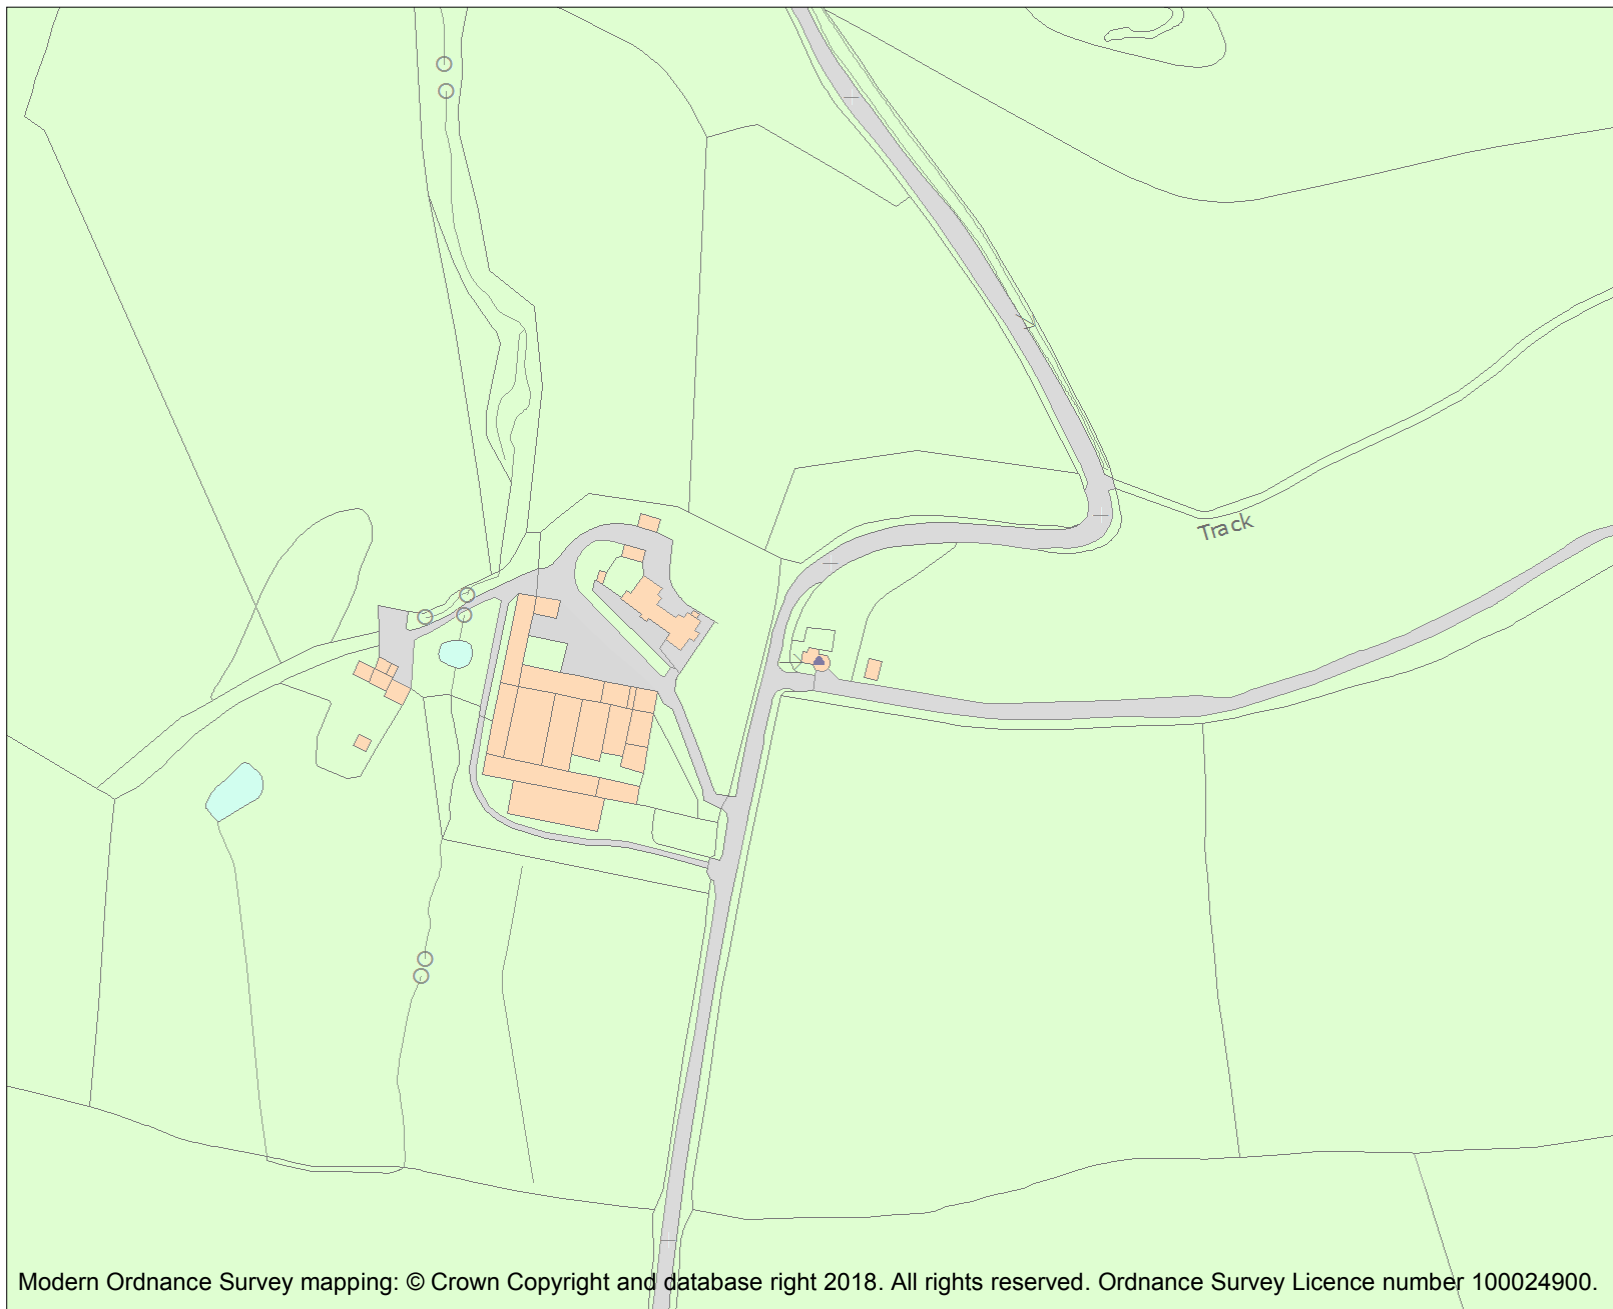 Track
Modern Ordnance Survey mapping: © Crown Copyright and database right 2018. All rights reserved. Ordnance Survey Licence number 100024900.